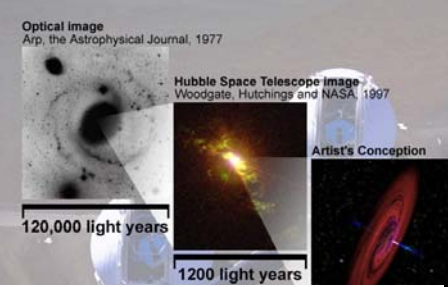 Optical image
Arp, the Astrophysical Journal, 1977
Hubble Space Telescope image
Woodgate, Hutchings and NASA, 1997
Artist's Conception
120,000 light years
1200 light years